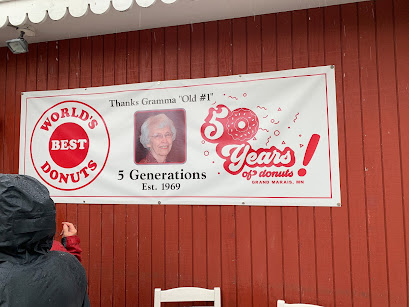 WORLD'S
BEST
DONUTS
Thanks Gramma "Old #1"
5 Generations
Est. 1969
50
Years
of donuts!
GRAND MARAIS, MN